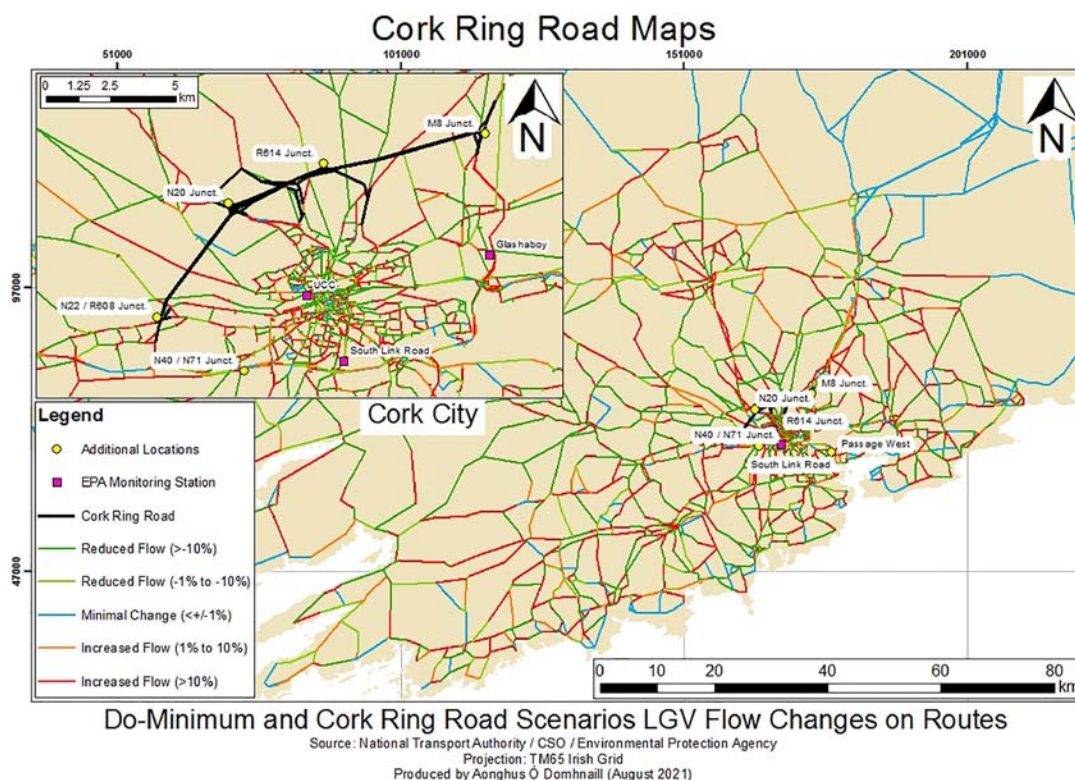 Cork Ring Road Maps
51000
101000
151000
201000
0 1.25 2.5 5
km
N
N
M8 Junct.
R614 Junct.
N20 Junct.
Glashaboy
97000
UCC
N22 / R608 Junct.
South Link Road
N40 / N71 Junct.
M8 Junct.
N20 Junct.
R614 Junct.
N40 / N71 Junct.
Passage West
South Link Road
Cork City
Legend
Additional Locations
EPA Monitoring Station
Cork Ring Road
Reduced Flow (>-10%)
Reduced Flow (-1% to -10%)
Minimal Change (<+/-1%)
Increased Flow (1% to 10%)
Increased Flow (>10%)
47000
0 10 20 40 60 80
km
Do-Minimum and Cork Ring Road Scenarios LGV Flow Changes on Routes
Source: National Transport Authority / CSO / Environmental Protection Agency
Projection: TM65 Irish Grid
Produced by Aonghus Ó Domhnaill (August 2021)